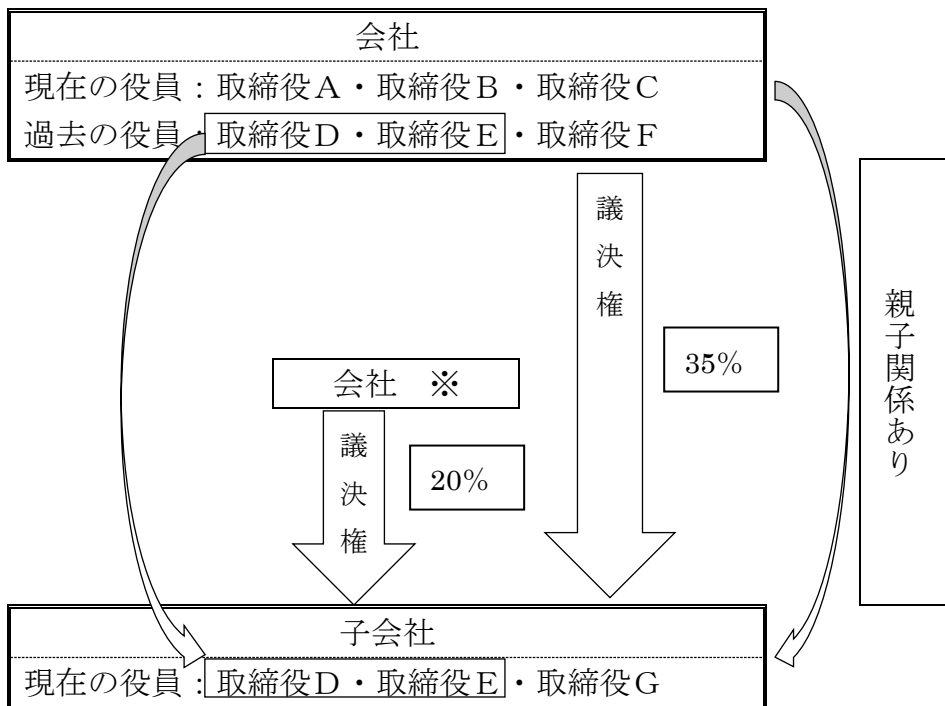 会社
現在の役員：取締役A・取締役B・取締役C
過去の役員：取締役D・取締役E・取締役F
議決権
35%
親子関係あり
会社　※
議決権
20%
子会社
現在の役員：取締役D・取締役E・取締役G